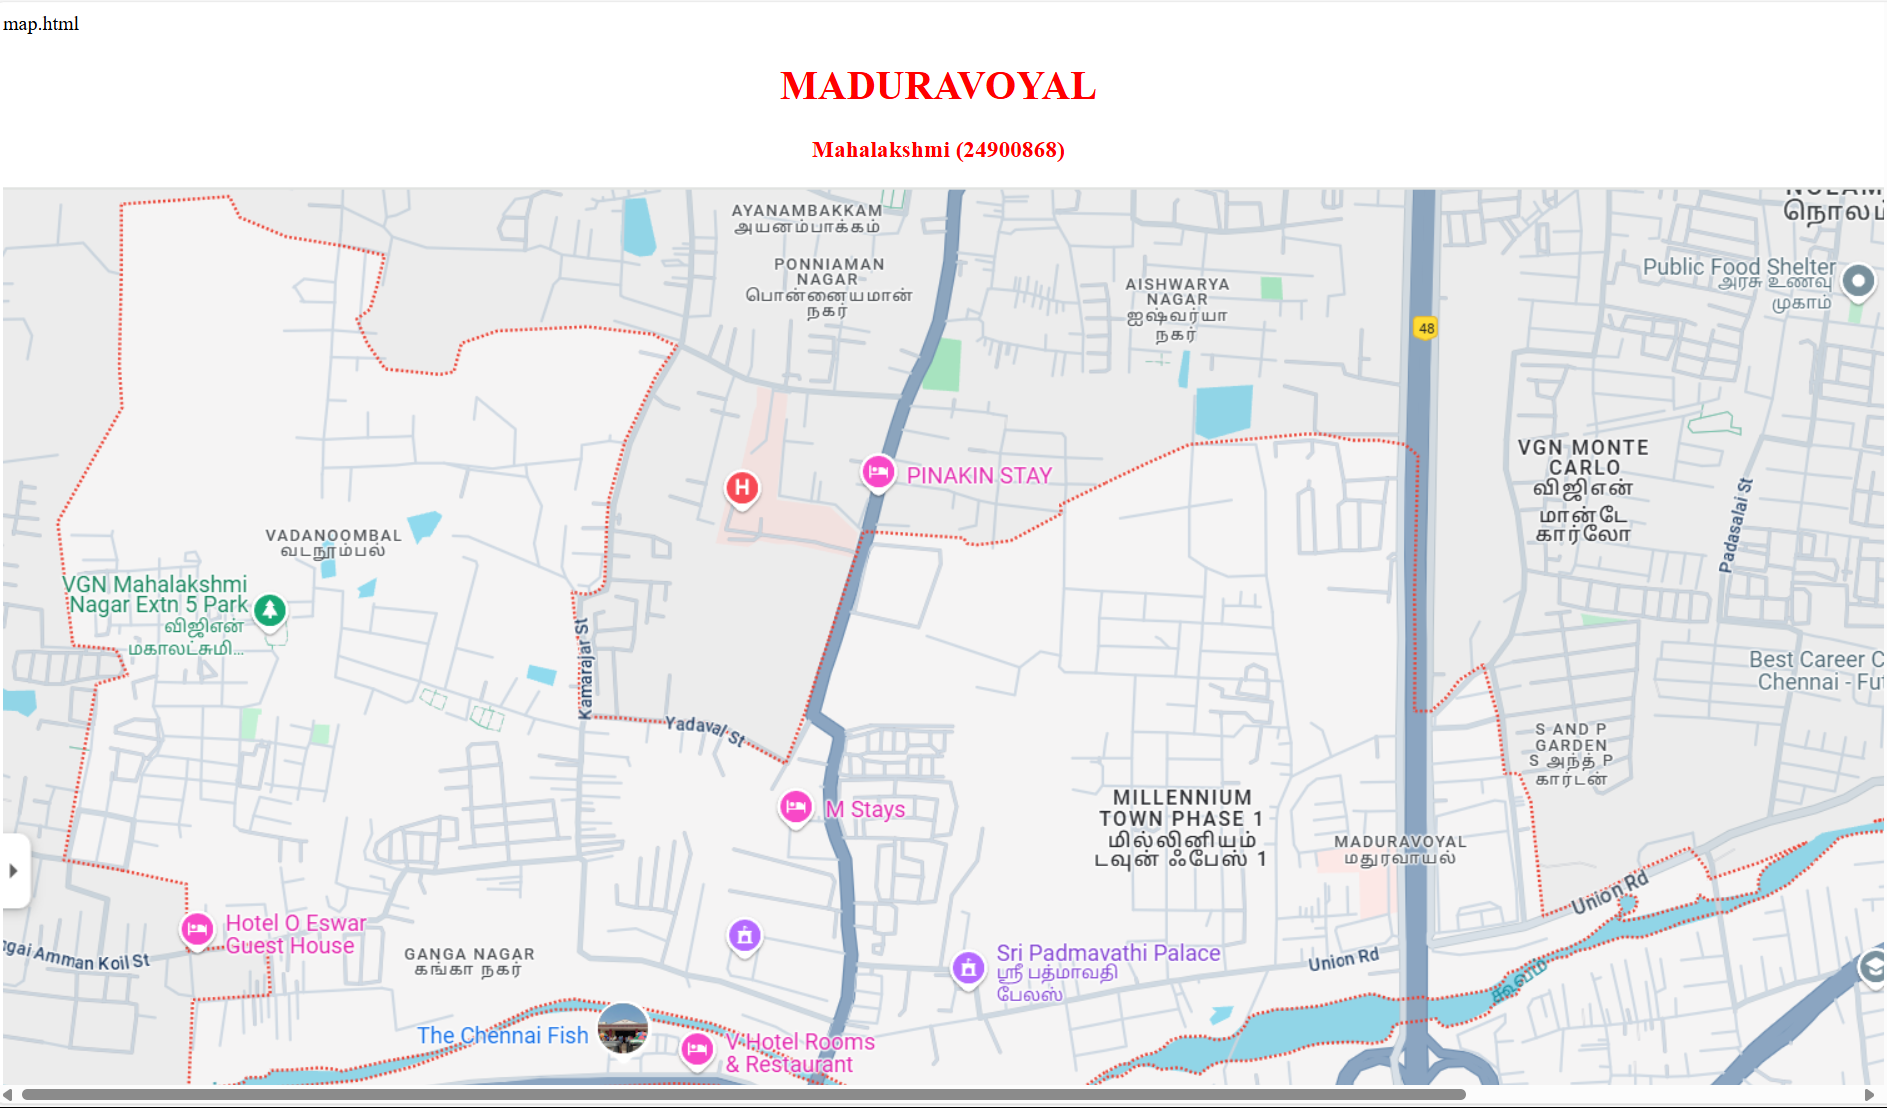 map.html
MADURAVOYAL
Mahalakshmi (24900868)
AYANAMBAKKAM
அயனம்பாக்கம்
PONNIAMAN
NAGAR
பொன்னையமான்
நகர்
AISHWARYA
NAGAR
ஐஷ்வர்யா
நகர்
Public Food Shelter
அரசு உணவு
முகாம்
48
VGN MONTE
CARLO
விஜிஎன்
மான்டே
கார்லோ
Padasalai St
PINAKIN STAY
H
VADANOOMBAL
வடநூம்பல்
VGN Mahalakshmi
Nagar Extn 5 Park
விஜிஎன்
மகாலட்சுமி...
Kamarajar St
Yadaval St
Best Career
Chennai -
S AND P
GARDEN
S அந்த் P
கார்டன்
M Stays
MILLENNIUM
TOWN PHASE 1
மில்லினியம்
டவுன் ஃபேஸ் 1
MADURAVOYAL
மதுரவாயல்
Union Rd
Hotel O Eswar
Guest House
Amman Koil St
GANGA NAGAR
கங்கா நகர்
Sri Padmavathi Palace
ஸ்ரீ பத்மாவதி
பேலஸ்
Union Rd
கூவம்
The Chennai Fish
V Hotel Rooms
& Restaurant